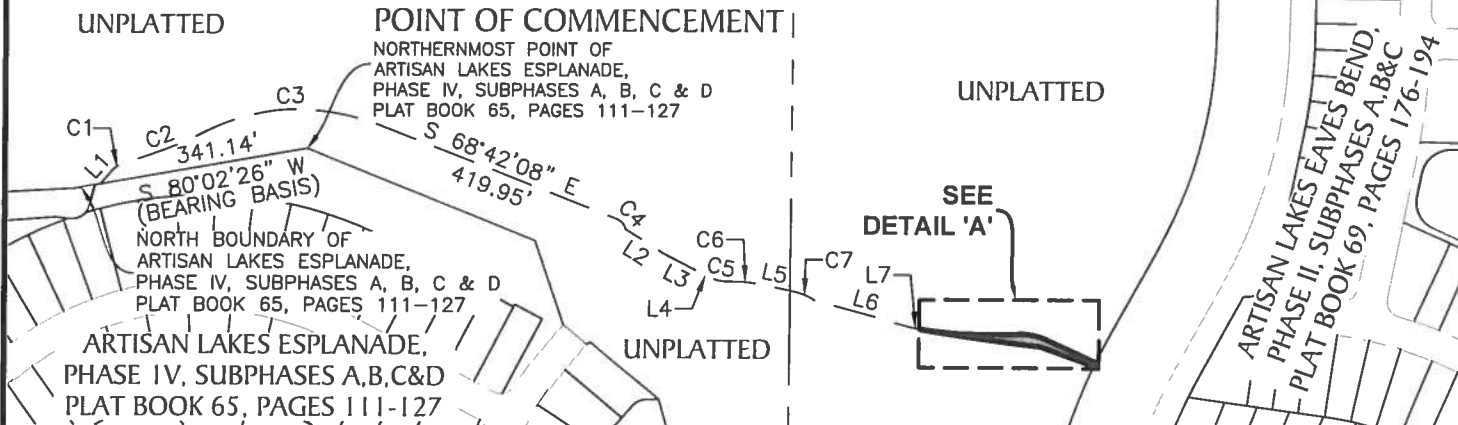 UNPLATTED
POINT OF COMMENCEMENT
NORTHERNMOST POINT OF
ARTISAN LAKES ESPLANADE,
PHASE IV, SUBPHASES A, B, C & D
PLAT BOOK 65, PAGES 111-127
UNPLATTED
C1
C2
C3
L1
341.14'
S 80°02'26" W
(BEARING BASIS)
S 68°42'08" E
419.95'
NORTH BOUNDARY OF
ARTISAN LAKES ESPLANADE,
PHASE IV, SUBPHASES A, B, C & D
PLAT BOOK 65, PAGES 111-127
ARTISAN LAKES ESPLANADE,
PHASE IV, SUBPHASES A,B,C&D
PLAT BOOK 65, PAGES 111-127
C4
L2
L3
L4
C5
C6
L5
C7
L6
L7
UNPLATTED
SEE
DETAIL 'A'
ARTISAN LAKES EAVES BEND,
PHASE II, SUBPHASES A,B&C
PLAT BOOK 69, PAGES 176-194